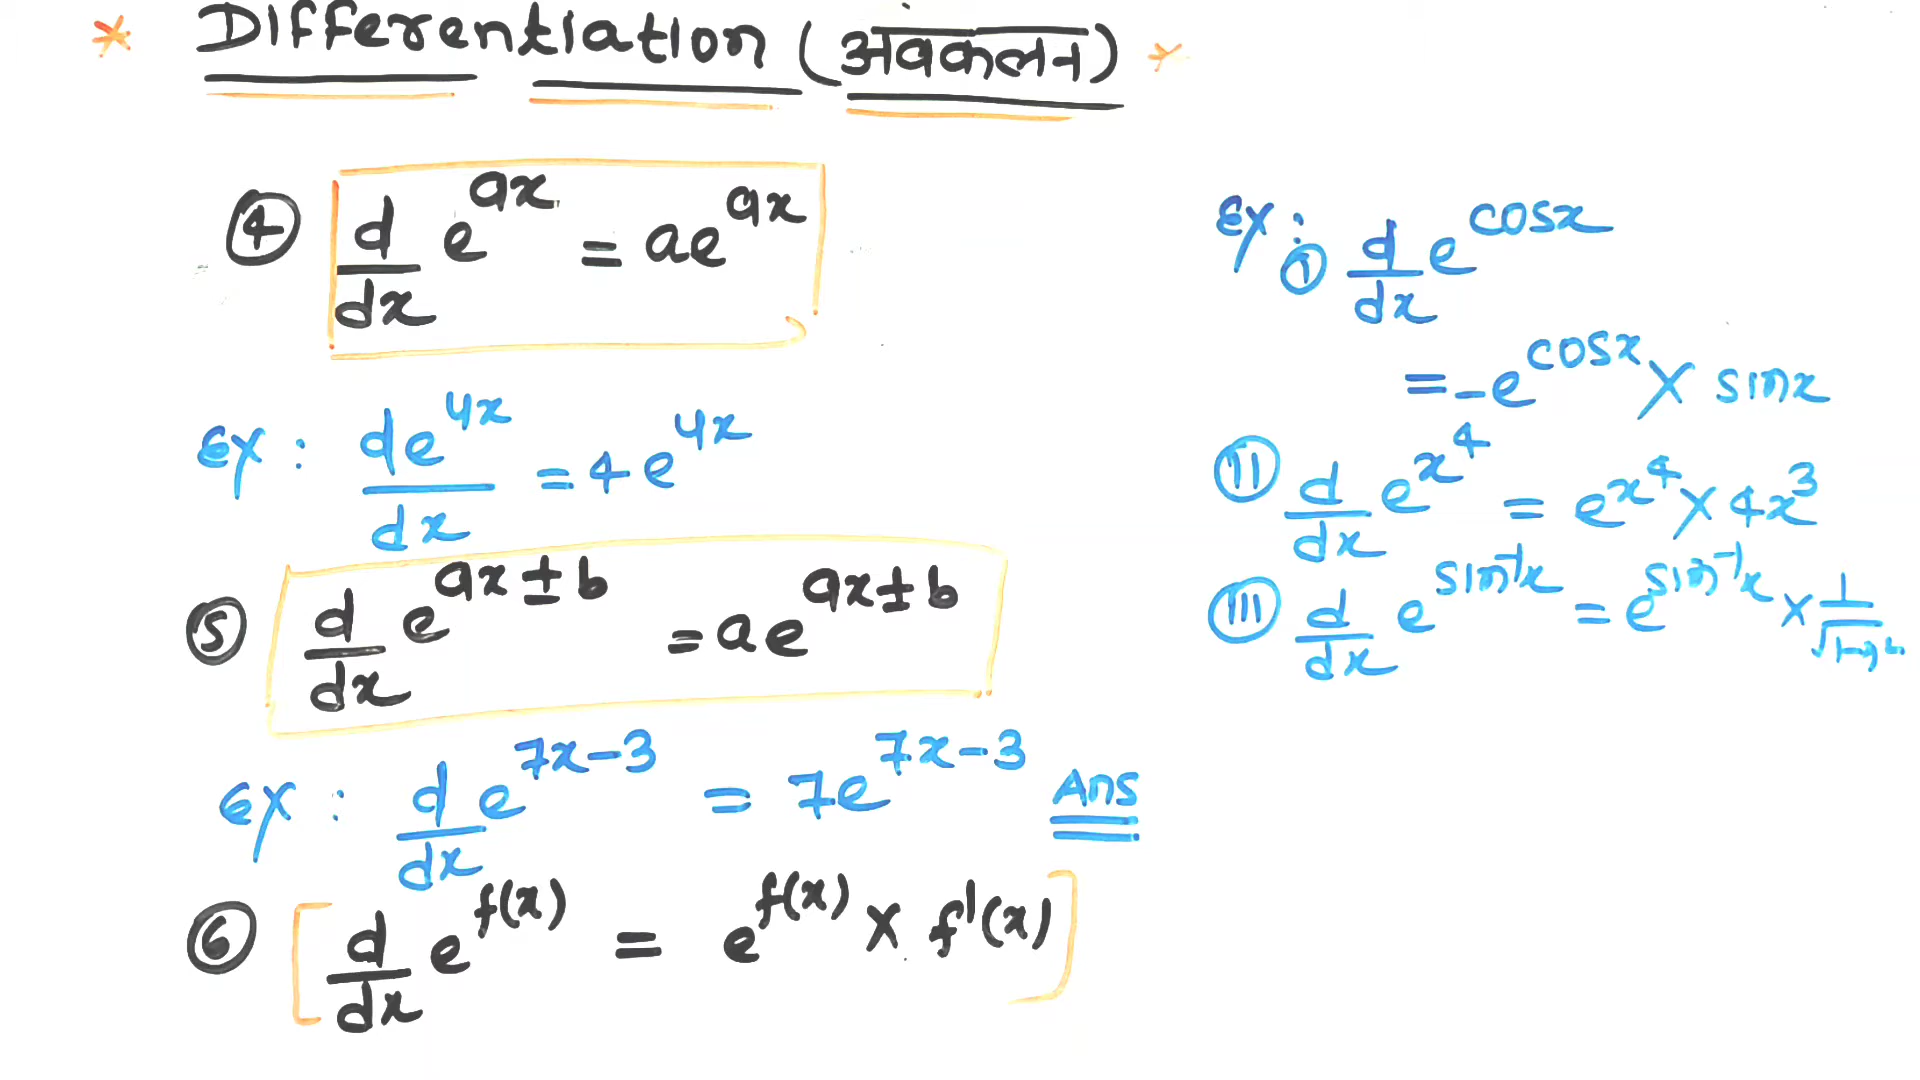 * Differentiation (अवकलन) *
④ d/dx e^ax = ae^ax
Ex : de^4x/dx = 4e^4x
⑤ d/dx e^ax±b = ae^ax±b
Ex : d/dx e^7x-3 = 7e^7x-3 Ans
⑥ [d/dx e^f(x) = e^f(x) × f'(x)]
Ex : ① d/dx e^cosx
= -e^cosx × sinx
(ii) d/dx e^x^4 = e^x^4 × 4x^3
(iii) d/dx e^sin^-1x = e^sin^-1x × 1/√